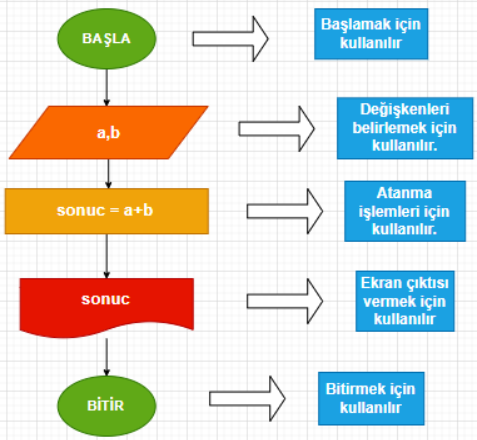 BAŞLA
Başlamak için
kullanılır
a,b
Değişkenleri
belirlemek için
kullanılır.
sonuc = a+b
Atanma
işlemleri için
kullanılır.
sonuc
Ekran çıktısı
vermek için
kullanılır
BİTİR
Bitirmek için
kullanılır